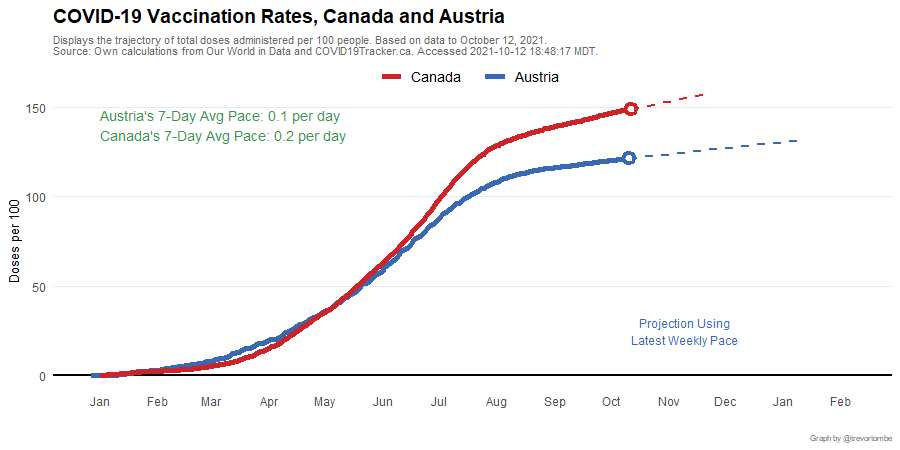 COVID-19 Vaccination Rates, Canada and Austria
Displays the trajectory of total doses administered per 100 people. Based on data to October 12, 2021.
Source: Own calculations from Our World in Data and COVID19Tracker.ca. Accessed 2021-10-12 18:48:17 MDT.
Canada Austria
Austria's 7-Day Avg Pace: 0.1 per day
Canada's 7-Day Avg Pace: 0.2 per day
Doses per 100
150
100
50
0
Projection Using
Latest Weekly Pace
Jan Feb Mar Apr May Jun Jul Aug Sep Oct Nov Dec Jan Feb
Graph by @trevortombe